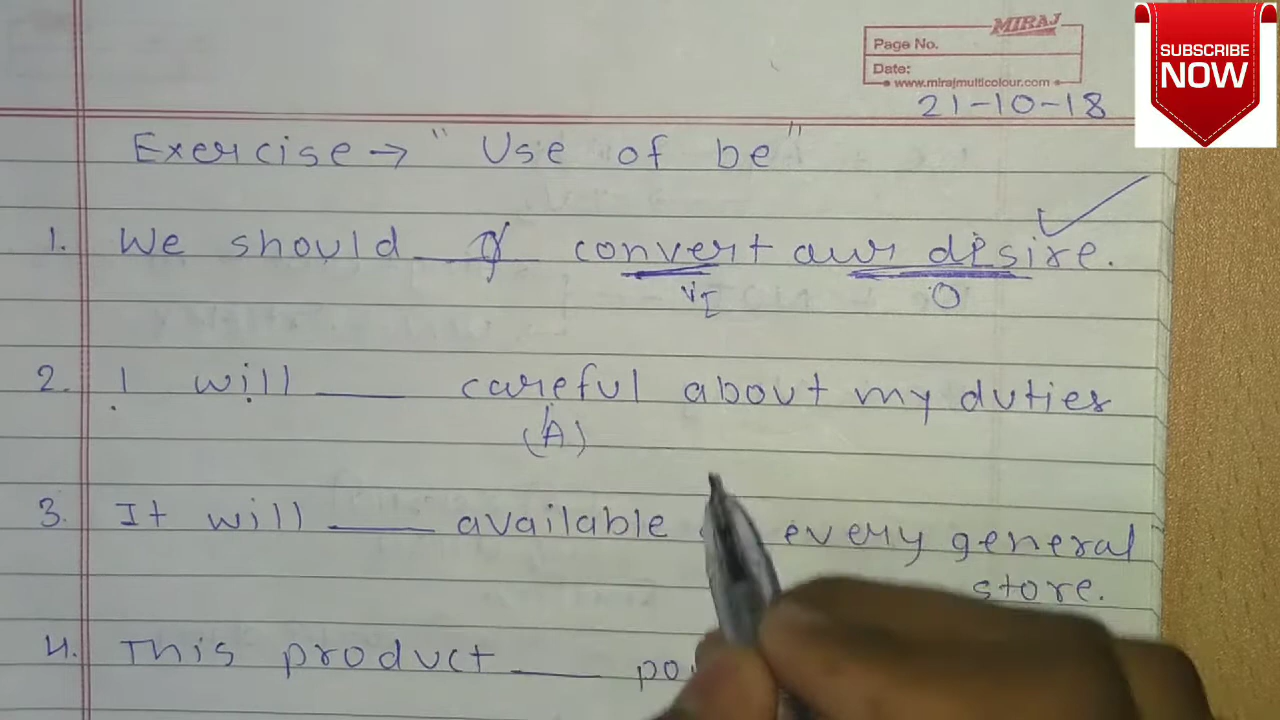 MIRAJ
Page No.
Date:
www.mirajmulticolour.com
SUBSCRIBE
NOW
21-10-18
Exercise → "Use of be"
1. We should ___ convert our desire.
V I O
2. I will ___ careful about my duties
(A)
3. It will ___ available every general
store.
4. This product ___